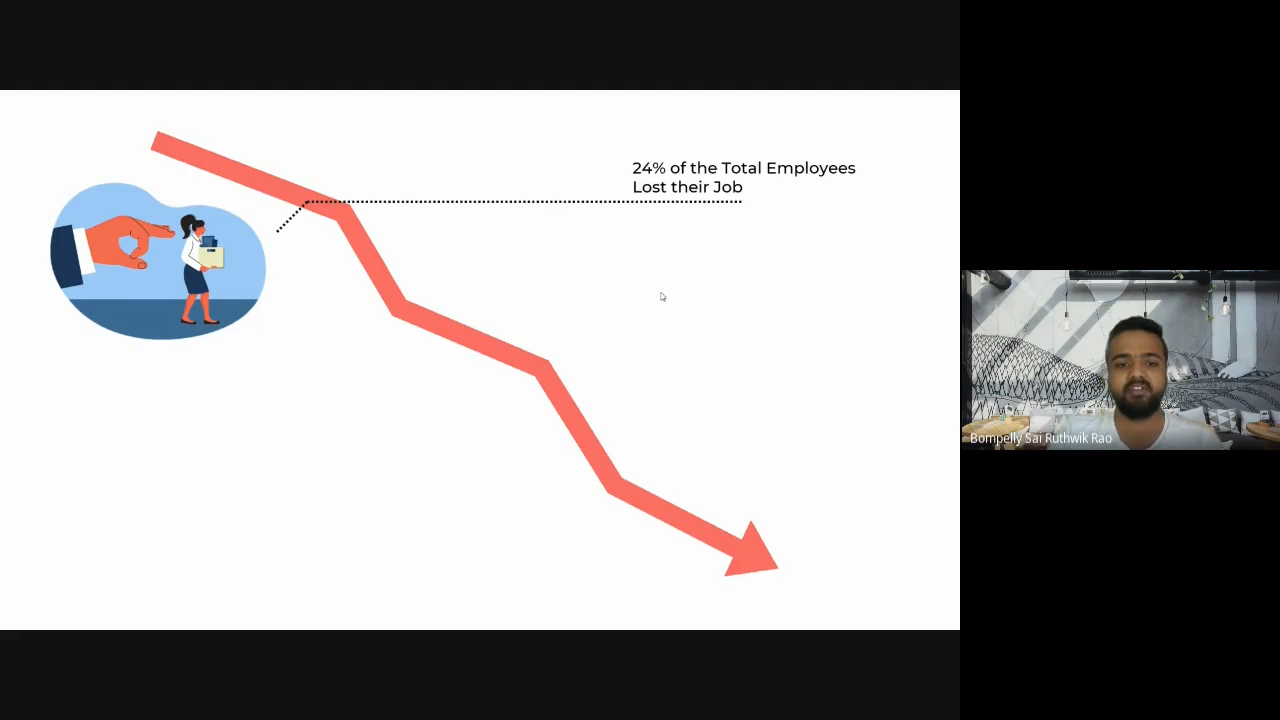 24% of the Total Employees
Lost their Job
Bompelly Sai Ruthwik Rao